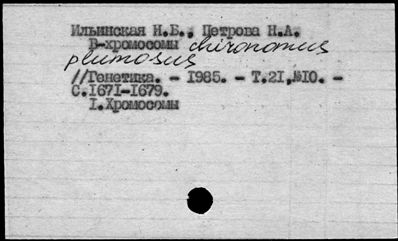 Ильинская Н.Б., Петрова Н.А.
В-хромосомы chironomus
plumosus
//Генетика. - 1985. - Т.21,№10. -
С.1671-1679.
1.Хромосомы